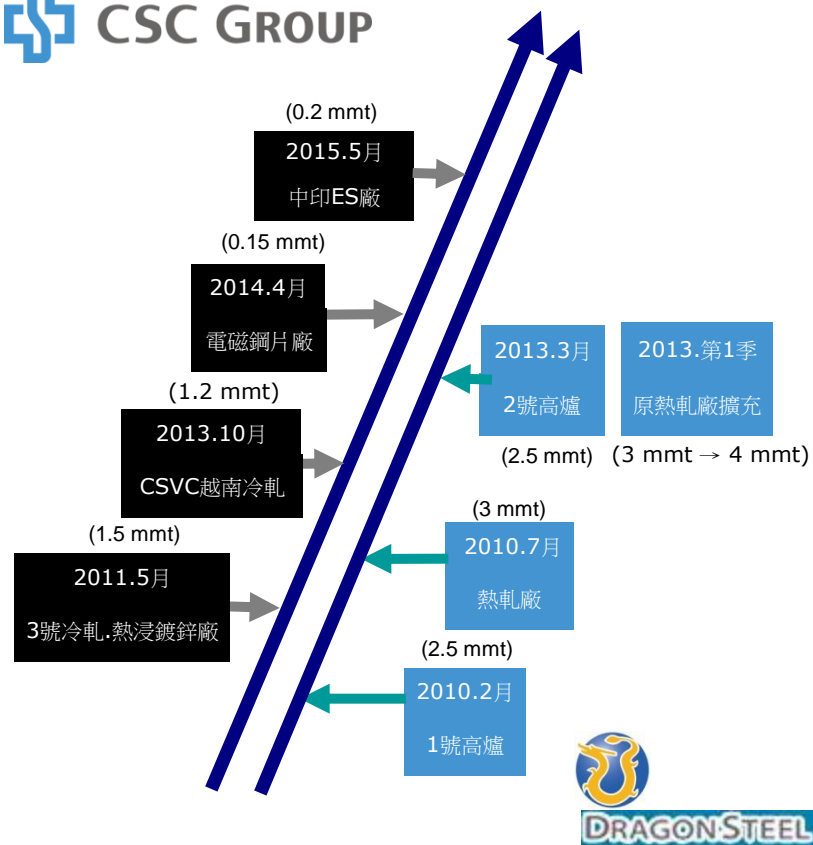 CSC GROUP
(0.2 mmt)
2015.5月
中印ES廠
(0.15 mmt)
2014.4月
電磁鋼片廠
(1.2 mmt)
2013.10月
CSVC越南冷軋
(1.5 mmt)
2011.5月
3號冷軋.熱浸鍍鋅廠
2013.3月
2號高爐
(2.5 mmt)
2013.第1季
原熱軋廠擴充
(3 mmt → 4 mmt)
(3 mmt)
2010.7月
熱軋廠
(2.5 mmt)
2010.2月
1號高爐
DRAGON STEEL